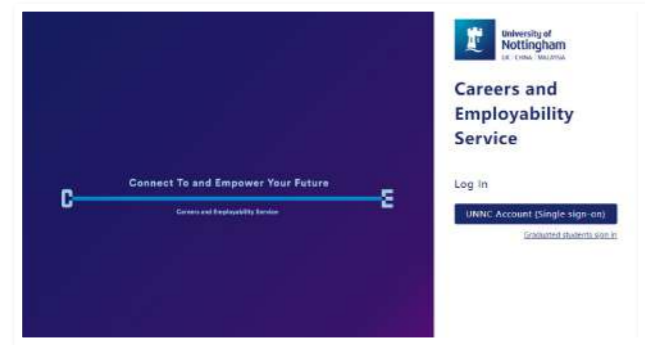 Connect To and Empower Your Future
C E
Careers and Employability Service
University of
Nottingham
UK | CHINA | MALAYSIA
Careers and
Employability
Service
Log In
UNNC Account (Single sign-on)
Graduated students sign in